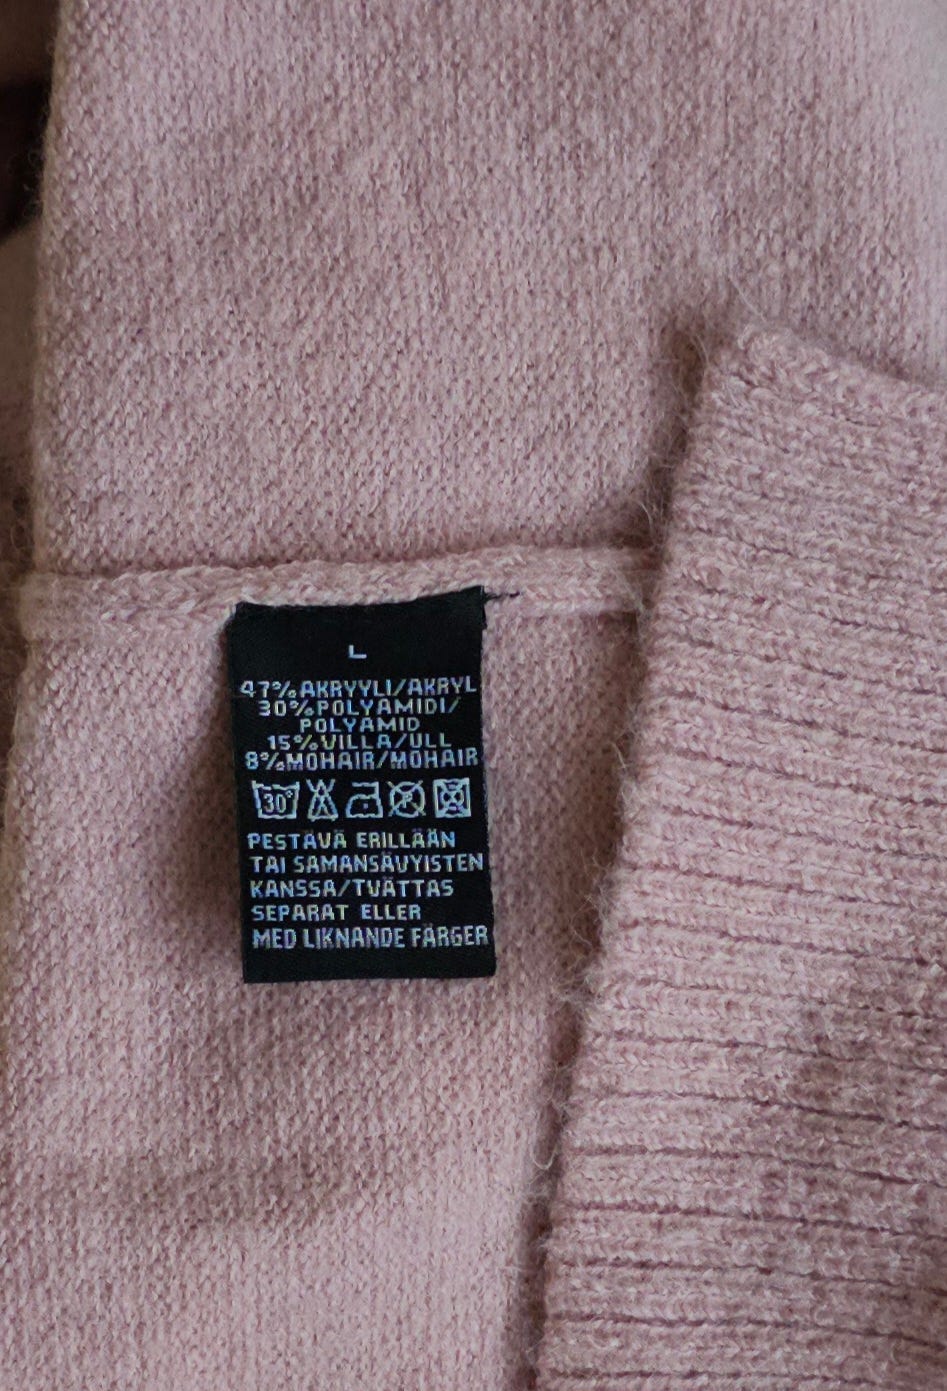 L
47% AKRYYLI/AKRYL
30% POLYAMIDI/
POLYAMID
15% VILLA/ULL
8% MOHAIR/MOHAIR
30°
PESTÄVÄ ERILLÄÄN
TAI SAMANSÄVYISTEN
KANSSA/TVÄTTAS
SEPARAT ELLER
MED LIKNANDE FÄRGER